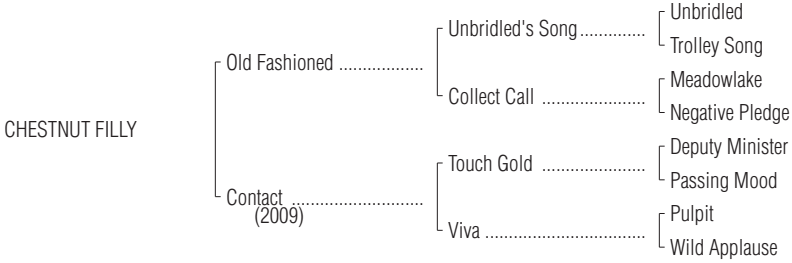 Unbridled
Unbridled's Song..............
Trolley Song
Old Fashioned ..................
Meadowlake
Collect Call ......................
Negative Pledge
CHESTNUT FILLY
Deputy Minister
Touch Gold ......................
Passing Mood
Contact ............................
(2009)
Pulpit
Viva ..................................
Wild Applause